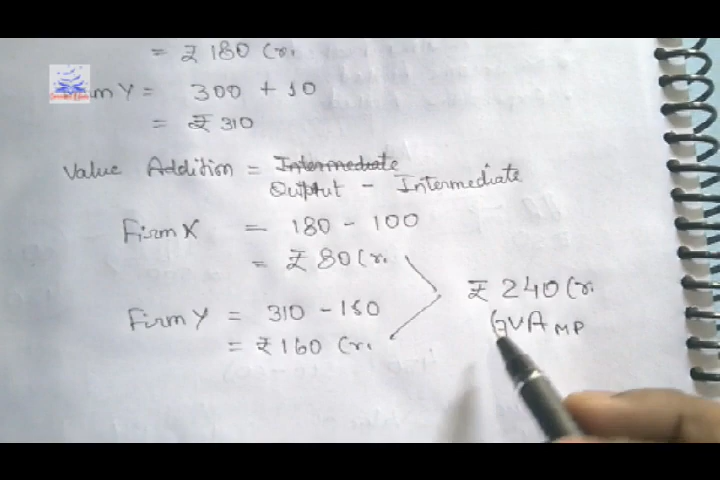 = ₹ 180 Cr.
Firm Y = 300 + 10
= ₹ 310
Value Addition = Intermediate
Output - Intermediate
Firm X = 180 - 100
= ₹ 80 Cr.
Firm Y = 310 - 150
= ₹ 160 Cr.
₹ 240 Cr.
GVA MP